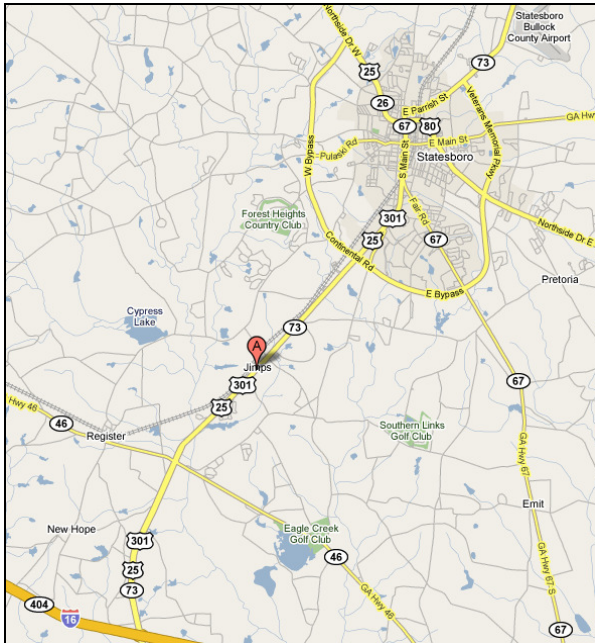 Statesboro
Bullock
County Airport
Northside Dr W
25
73
26
E Parrish St
Veterans Memorial Pkwy
67
80
E Main St
GA Hwy
W Bypass
Pulaski Rd
S Main St
Statesboro
Fair Rd
Forest Heights
Country Club
301
25
67
Northside Dr E
Continental Rd
E Bypass
Pretoria
Cypress
Lake
73
A
Jimps
301
25
67
Hwy 46
46
Register
Southern Links
Golf Club
GA Hwy 67
Emit
New Hope
Eagle Creek
Golf Club
301
46
25
73
GA Hwy 46
GA Hwy 67 S
404
16
67